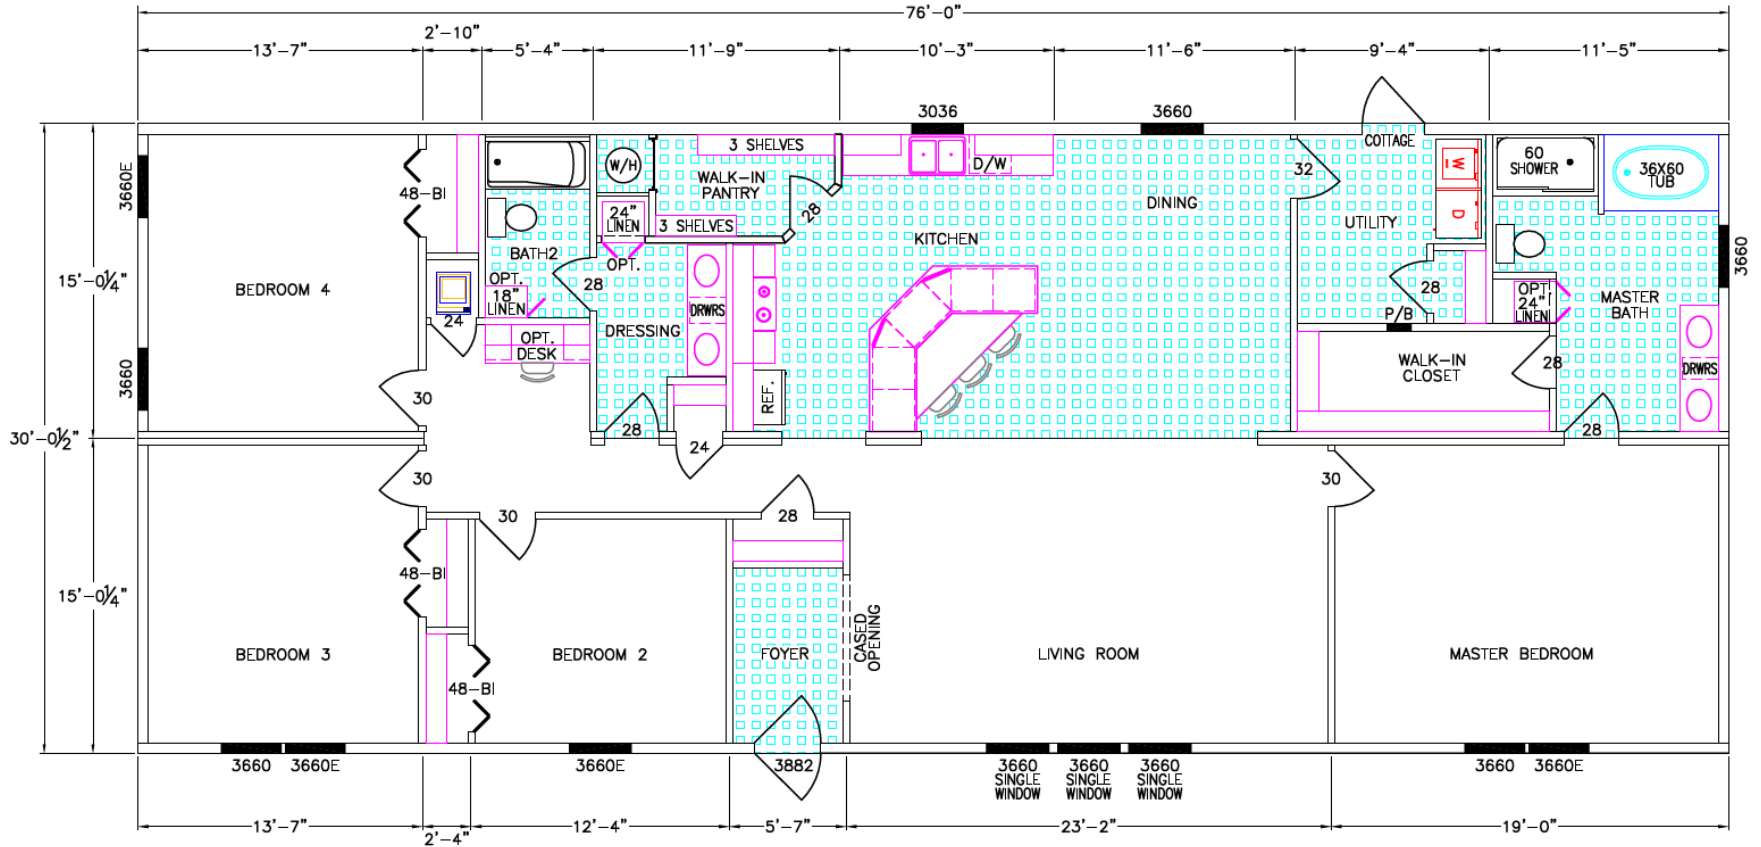 76'-0"
2'-10"
13'-7"
5'-4"
11'-9"
10'-3"
11'-6"
9'-4"
11'-5"
3036
3660
COTTAGE
3 SHELVES
W/H
D/W
W
60
SHOWER
36X60
TUB
3660E
48-BI
WALK-IN
PANTRY
32
DINING
28
24"
LINEN
3 SHELVES
UTILITY
D
KITCHEN
BATH2
OPT.
3660
15'-0¼"
BEDROOM 4
OPT.
18"
LINEN
28
DRWRS
28
OPT.
24"
LINEN
MASTER
BATH
24
DRESSING
P/B
OPT.
DESK
WALK-IN
CLOSET
28
DRWRS
3660
REF.
30
28
28
30'-0½"
24
30
30
30
28
48-BI
15'-0¼"
CASED
OPENING
BEDROOM 3
BEDROOM 2
FOYER
LIVING ROOM
MASTER BEDROOM
48-BI
3660
3660E
3660E
3882
3660
SINGLE
WINDOW
3660
SINGLE
WINDOW
3660
SINGLE
WINDOW
3660
3660E
13'-7"
2'-4"
12'-4"
5'-7"
23'-2"
19'-0"